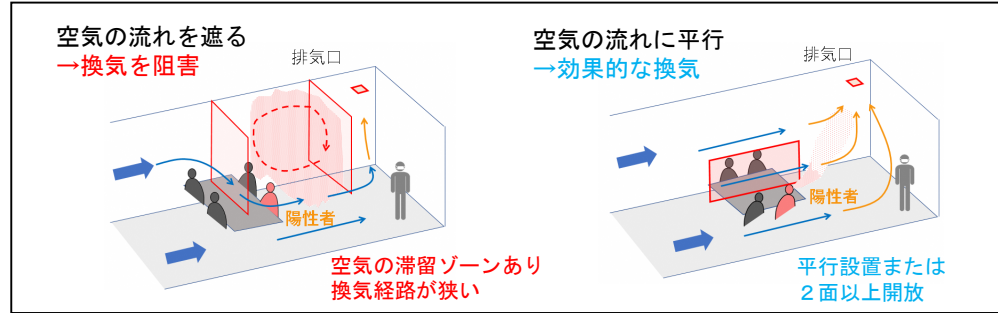 空気の流れを遮る
→換気を阻害
排気口
陽性者
空気の滞留ゾーンあり
換気経路が狭い
空気の流れに平行
→効果的な換気
排気口
陽性者
平行設置または
２面以上開放